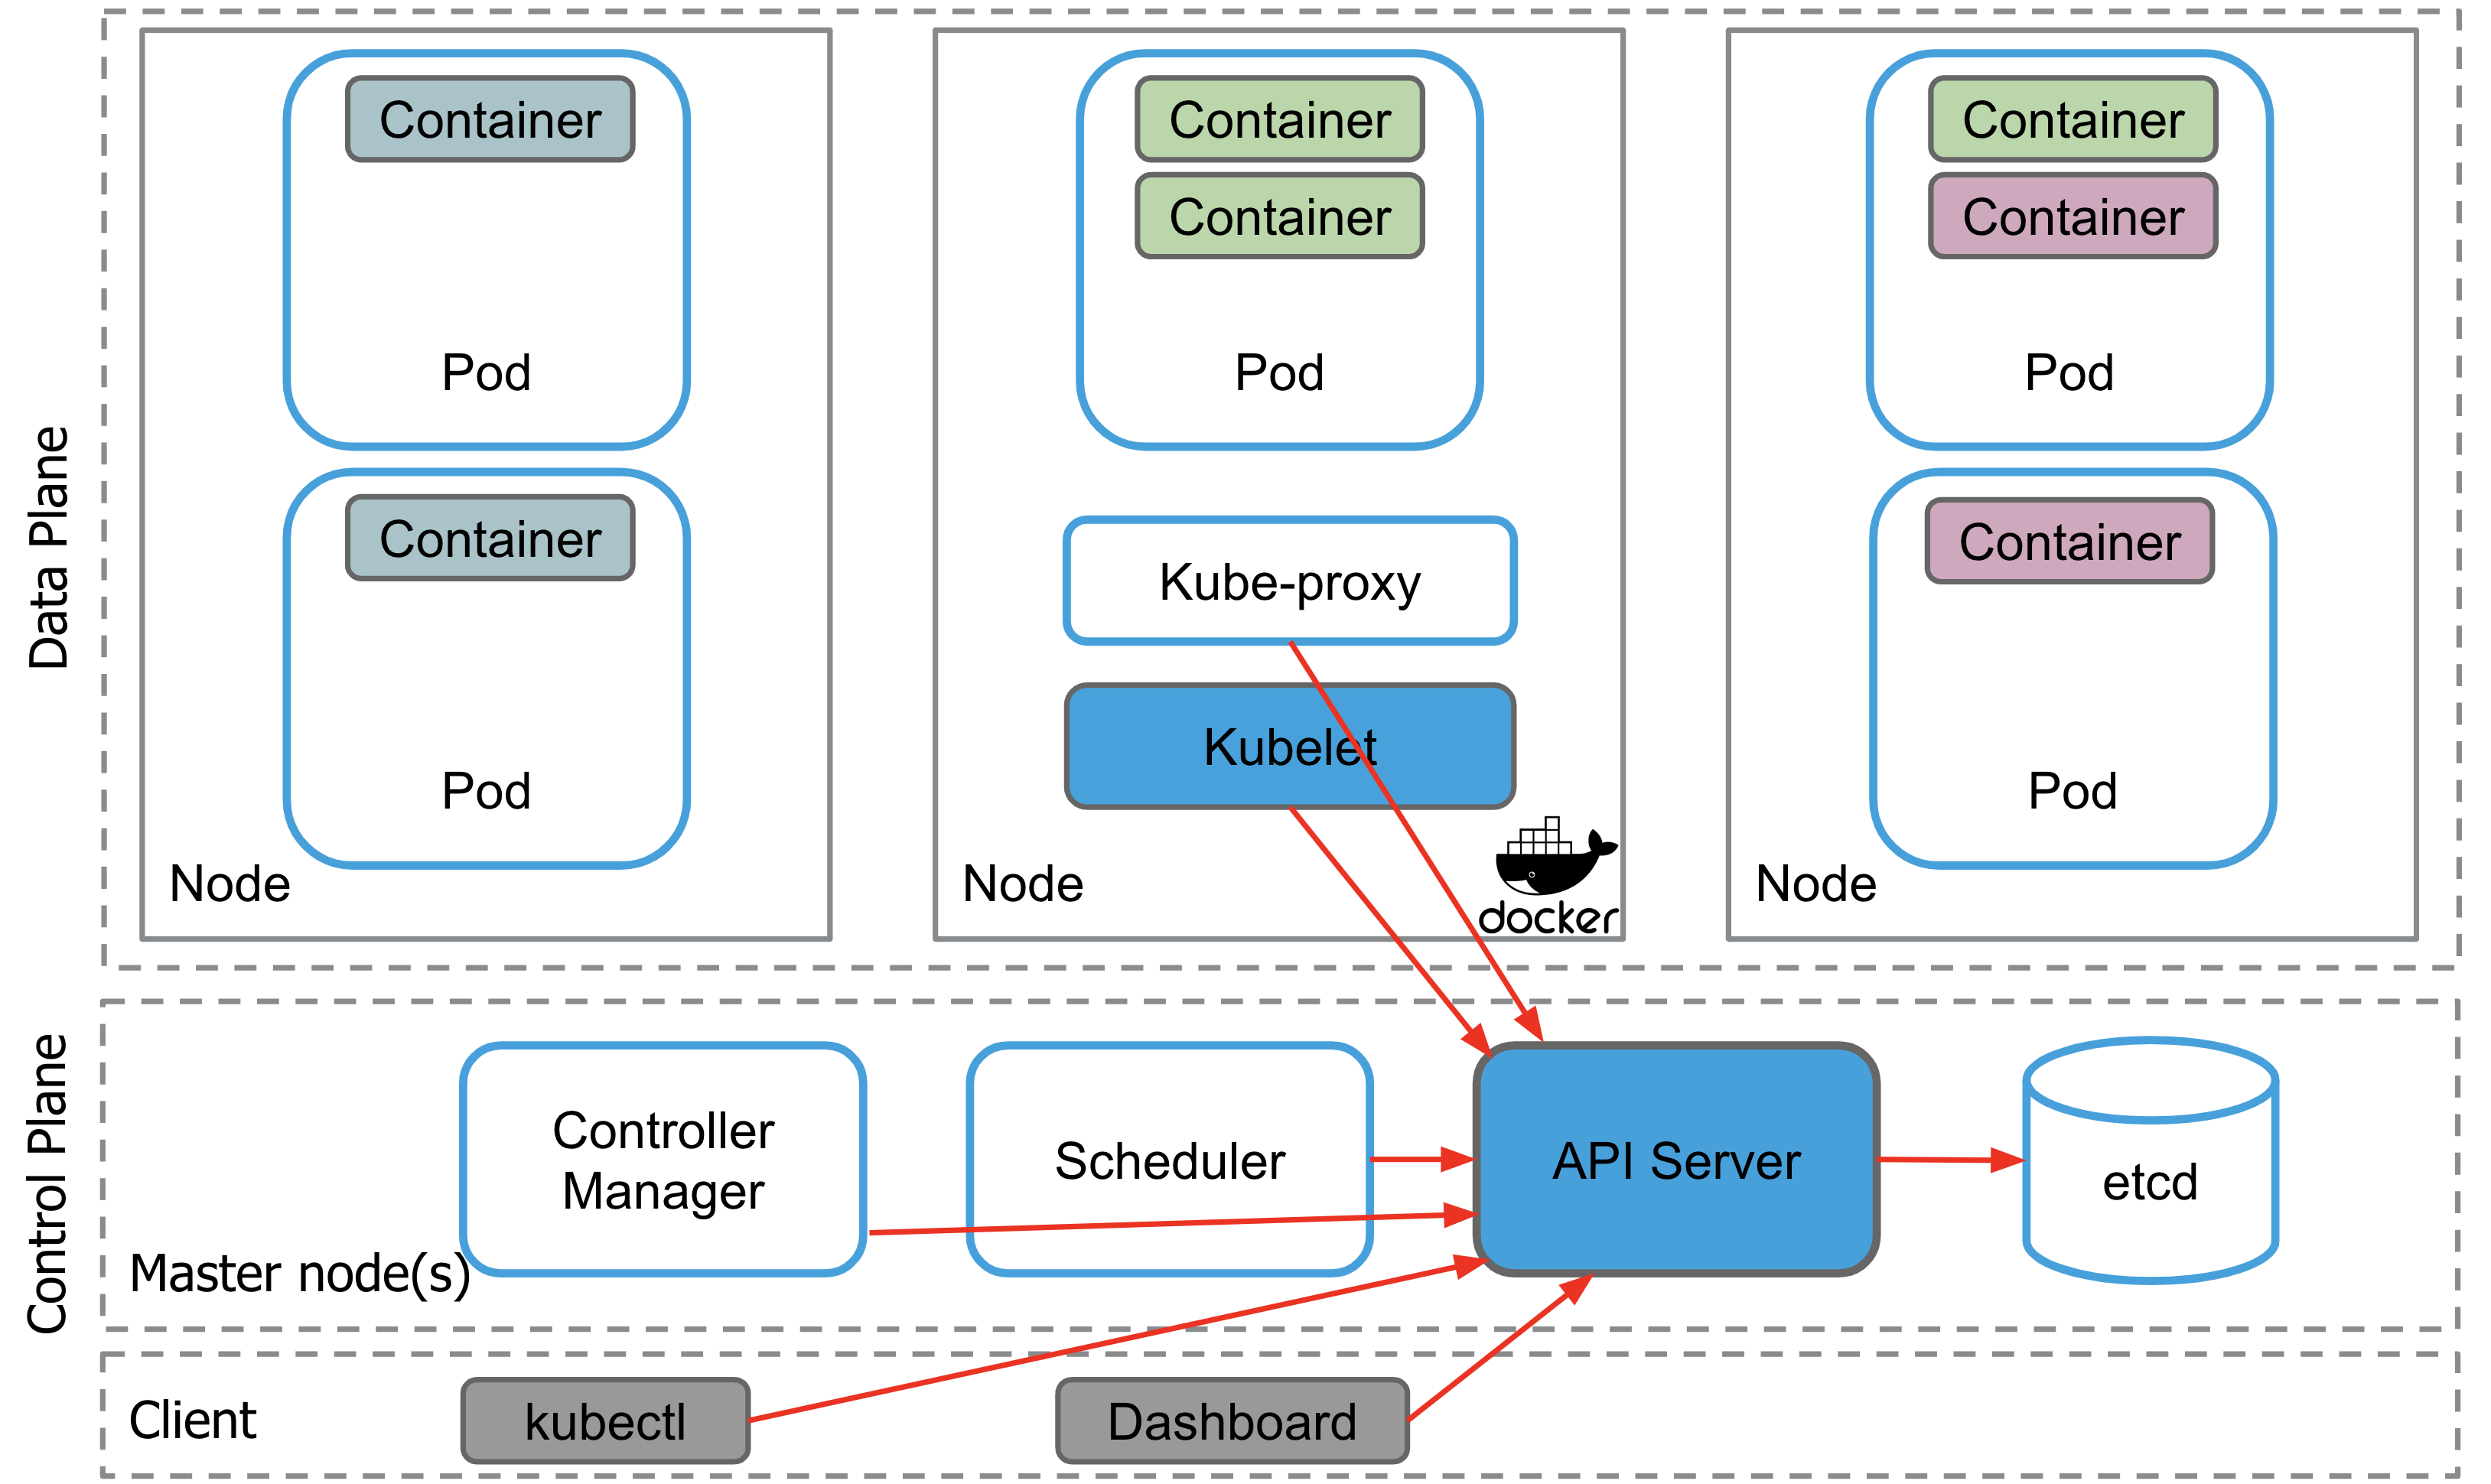 Data Plane
Container
Pod
Container
Pod
Node
Container
Container
Pod
Kube-proxy
Kubelet
Node
docker
Container
Container
Pod
Container
Pod
Node
Control Plane
Controller
Manager
Scheduler
API Server
etcd
Master node(s)
Client
kubectl
Dashboard